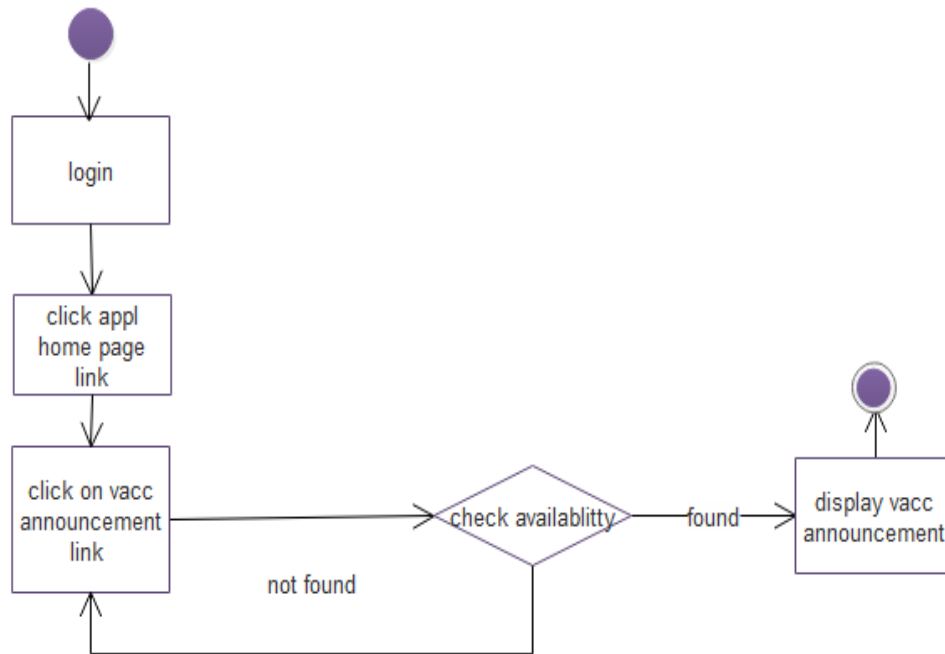 login
click appl
home page
link
click on vacc
announcement
link
check availablitty
found
display vacc
announcement
not found